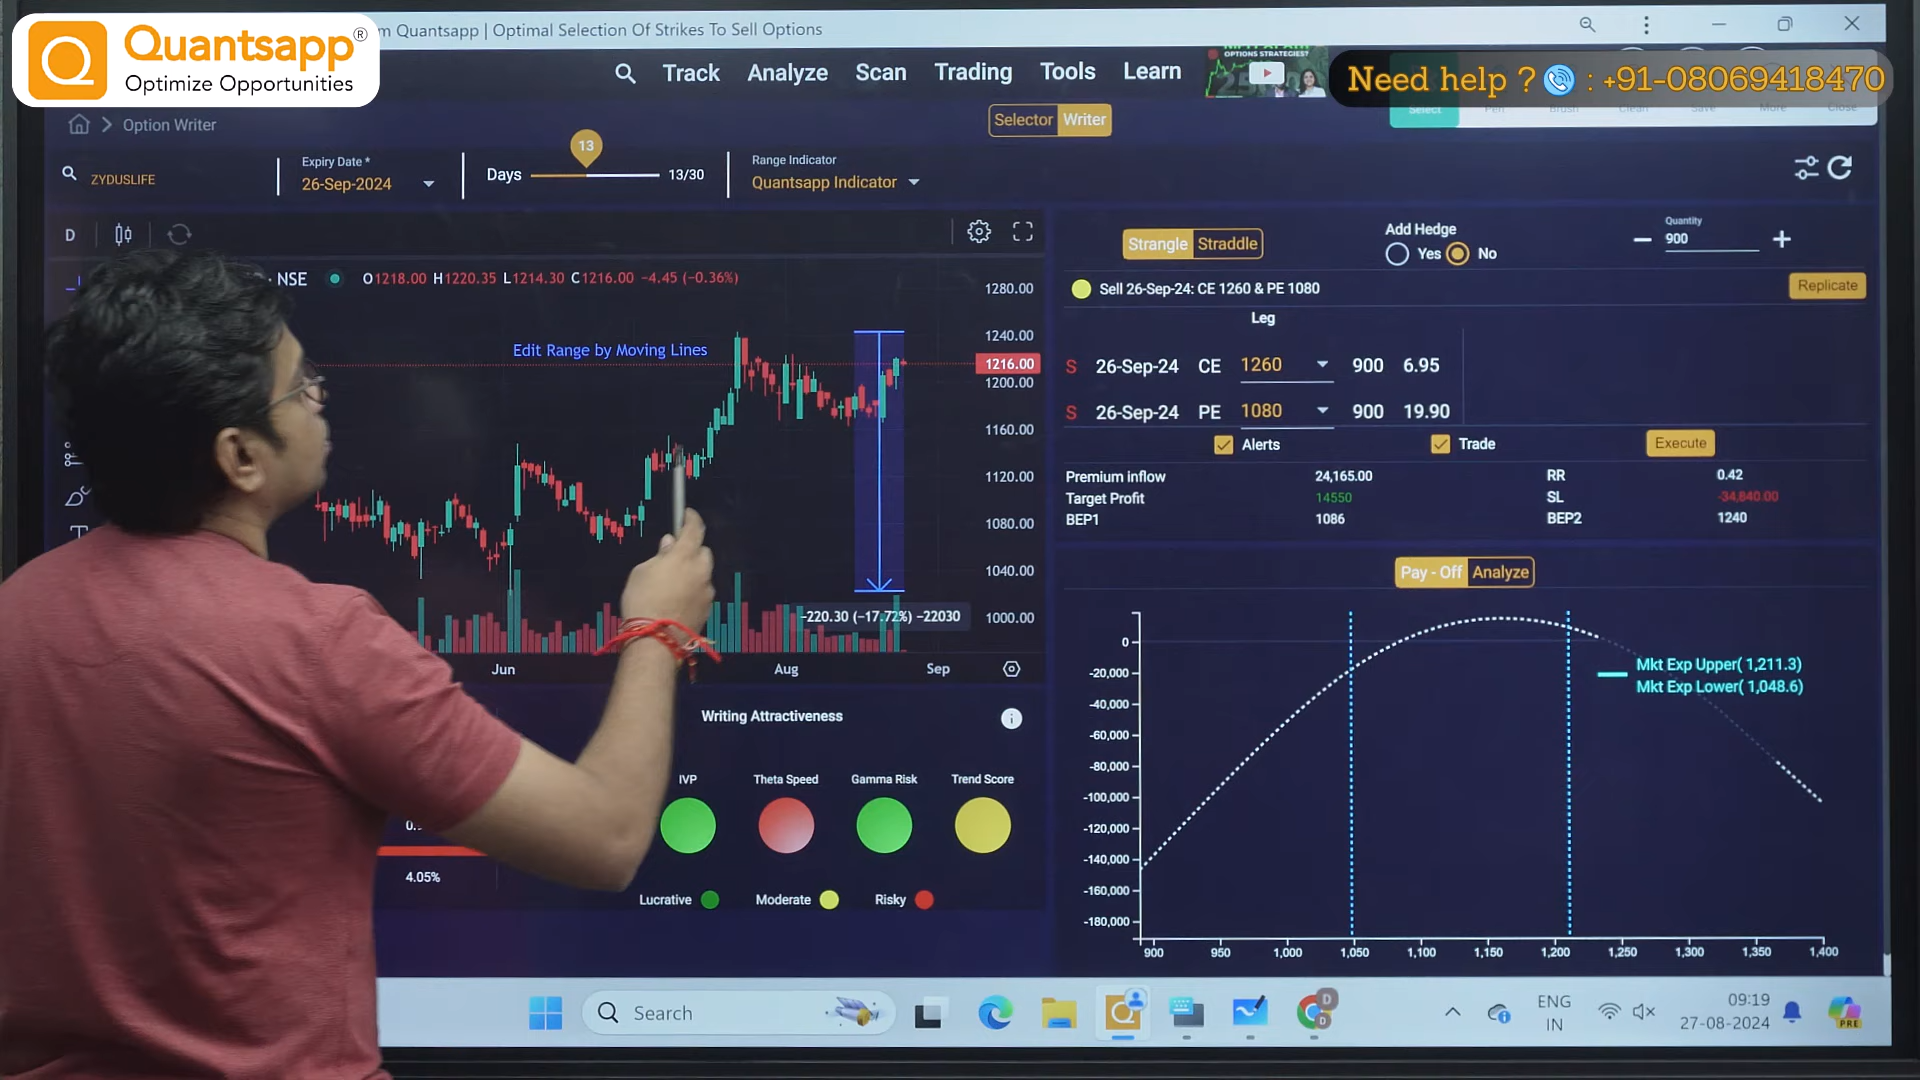 Quantsapp®
Optimize Opportunities
m Quantsapp | Optimal Selection Of Strikes To Sell Options
Track Analyze Scan Trading Tools Learn
OPTIONS STRATEGIES?
Need help ? : +91-08069418470
Select Pen Brush Clean Save More Close
Option Writer
Selector Writer
ZYDUSLIFE
Expiry Date *
26-Sep-2024
Days
13
13/30
Range Indicator
Quantsapp Indicator
D
· NSE O1218.00 H1220.35 L1214.30 C1216.00 −4.45 (−0.36%)
Edit Range by Moving Lines
1280.00
1240.00
1216.00
1200.00
1160.00
1120.00
1080.00
1040.00
1000.00
−220.30 (−17.72%) −22030
Jun Aug Sep
Strangle Straddle
Add Hedge
Yes No
Quantity
900
Sell 26-Sep-24: CE 1260 & PE 1080
Replicate
Leg
S 26-Sep-24 CE 1260 900 6.95
S 26-Sep-24 PE 1080 900 19.90
Alerts Trade Execute
Premium inflow 24,165.00 RR 0.42
Target Profit 14550 SL -34,840.00
BEP1 1086 BEP2 1240
Pay - Off Analyze
Mkt Exp Upper( 1,211.3)
Mkt Exp Lower( 1,048.6)
0
-20,000
-40,000
-60,000
-80,000
-100,000
-120,000
-140,000
-160,000
-180,000
900 950 1,000 1,050 1,100 1,150 1,200 1,250 1,300 1,350 1,400
Writing Attractiveness
IVP Theta Speed Gamma Risk Trend Score
4.05%
Lucrative Moderate Risky
Search
ENG
IN
09:19
27-08-2024
PRE